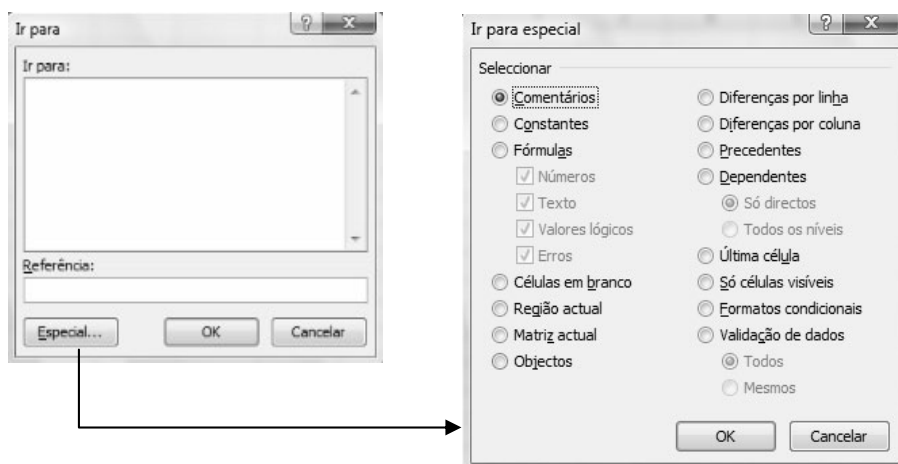 Ir para
Ir para:
Referência:
Especial...
OK
Cancelar
Ir para especial
Seleccionar
Comentários
Constantes
Fórmulas
Números
Texto
Valores lógicos
Erros
Células em branco
Região actual
Matriz actual
Objectos
Diferenças por linha
Diferenças por coluna
Precedentes
Dependentes
Só directos
Todos os níveis
Última célula
Só células visíveis
Formatos condicionais
Validação de dados
Todos
Mesmos
OK
Cancelar